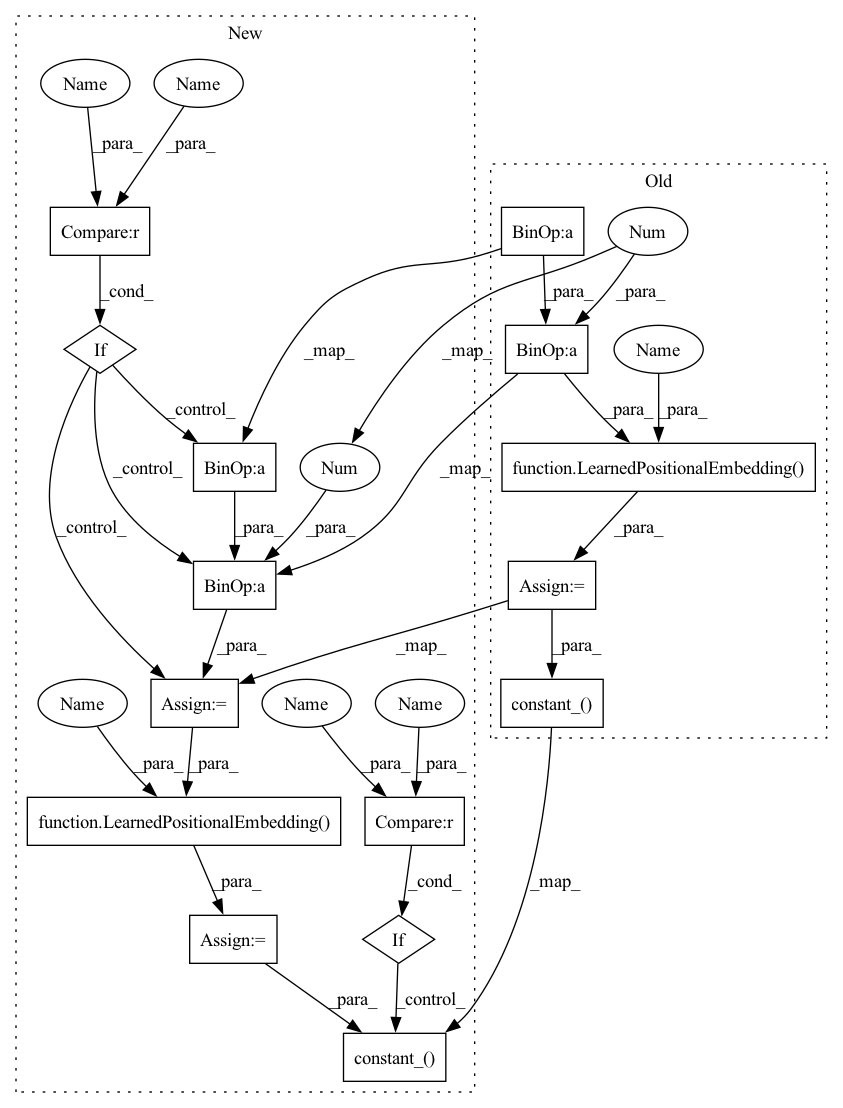 New
Name
Name
_para_
_para_
Old
Compare:r
BinOp:a
Num
_cond_
_para_
_para_
If
_map_
_map_
BinOp:a
Name
_control_
_para_
_para_
_control_
BinOp:a
Num
_map_
function.LearnedPositionalEmbedding()
_control_
_para_
_para_
_para_
BinOp:a
Assign:=
_para_
_map_
_para_
Name
Assign:=
Name
Name
constant_()
_para_
_para_
_para_
_para_
function.LearnedPositionalEmbedding()
Compare:r
_para_
_cond_
_map_
Assign:=
If
_para_
_control_
constant_()